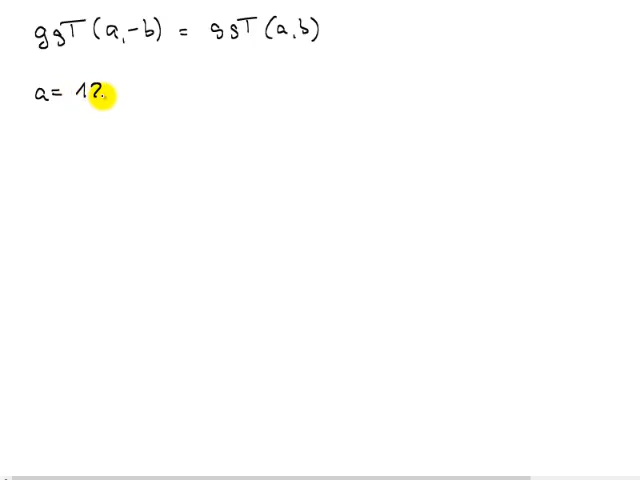 ggT(a,-b) = ggT(a,b)
a= 12